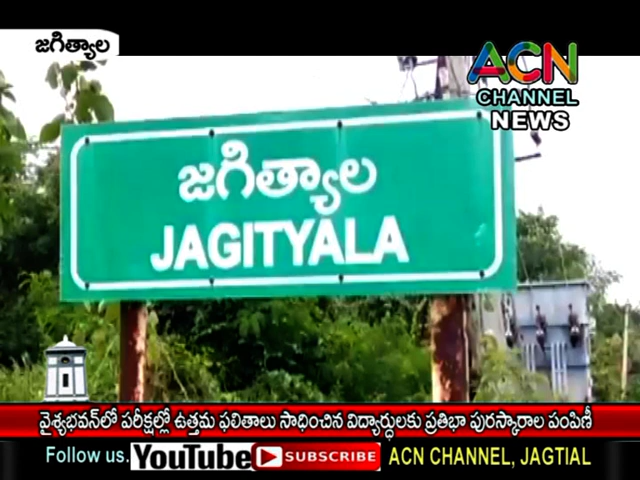 జగిత్యాల
ACN
CHANNEL
NEWS
జగిత్యాల
JAGITYALA
వైశ్యభవన్‌లో పరీక్షల్లో ఉత్తమ ఫలితాలు సాధించిన విద్యార్ధులకు ప్రతిభా పురస్కారాల పంపిణీ
Follow us. YouTube SUBSCRIBE ACN CHANNEL, JAGTIAL